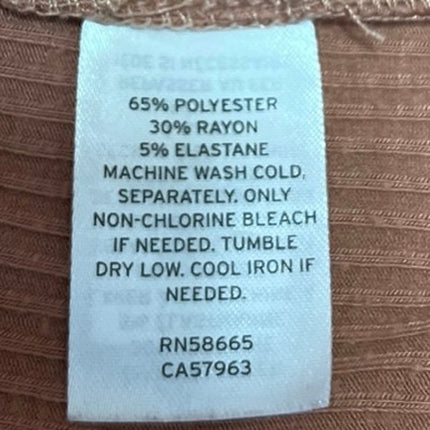 65% POLYESTER
30% RAYON
5% ELASTANE
MACHINE WASH COLD,
SEPARATELY. ONLY
NON-CHLORINE BLEACH
IF NEEDED. TUMBLE
DRY LOW. COOL IRON IF
NEEDED.
RN58665
CA57963